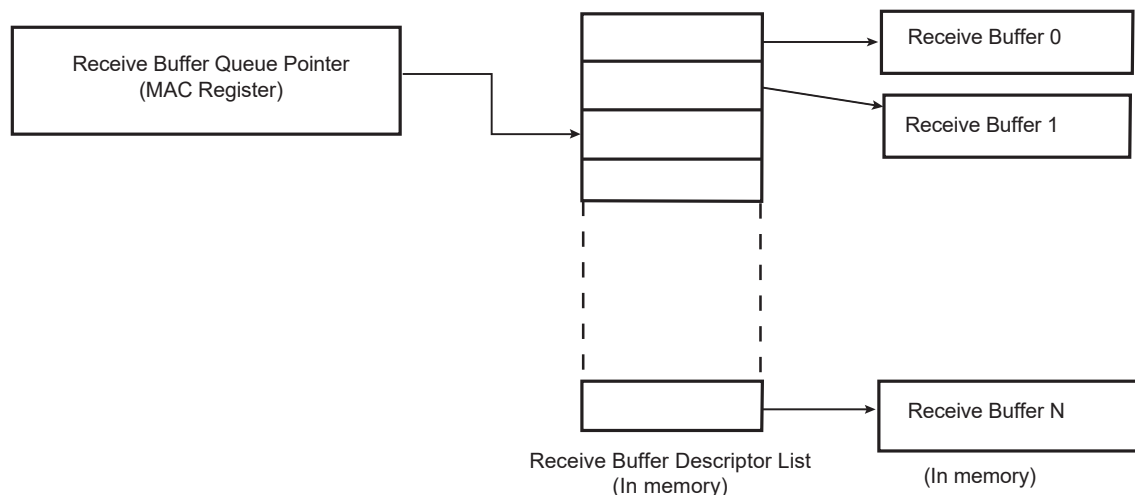 Receive Buffer Queue Pointer
(MAC Register)
Receive Buffer 0
Receive Buffer 1
Receive Buffer N
Receive Buffer Descriptor List
(In memory)
(In memory)